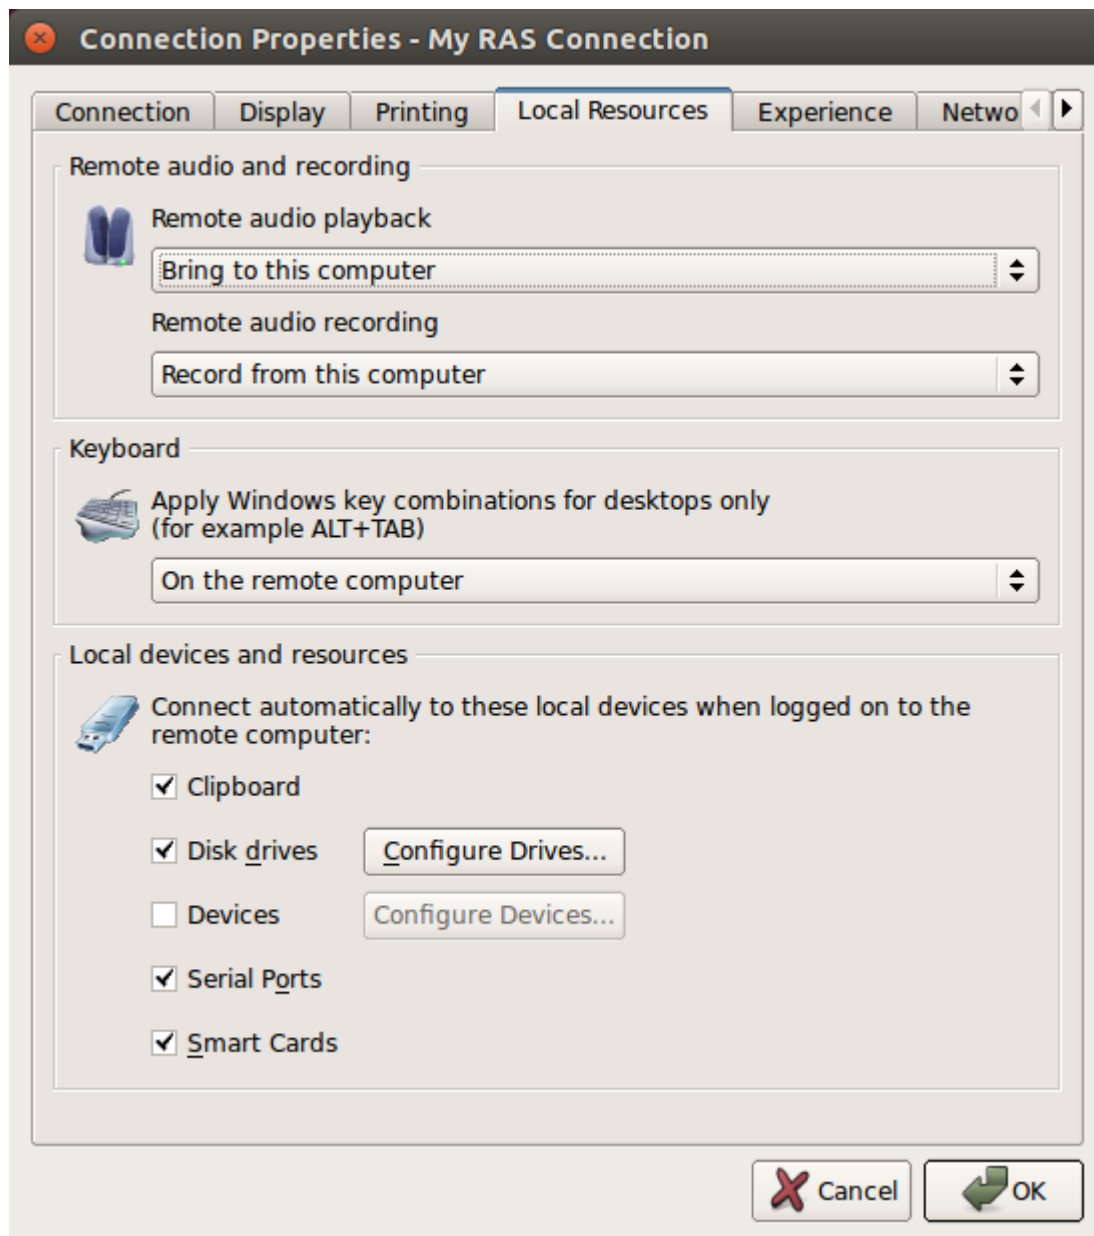 Connection Properties - My RAS Connection
Connection Display Printing Local Resources Experience Netwo
Remote audio and recording
Remote audio playback
Bring to this computer
Remote audio recording
Record from this computer
Keyboard
Apply Windows key combinations for desktops only
(for example ALT+TAB)
On the remote computer
Local devices and resources
Connect automatically to these local devices when logged on to the
remote computer:
Clipboard
Disk drives Configure Drives...
Devices Configure Devices...
Serial Ports
Smart Cards
Cancel OK